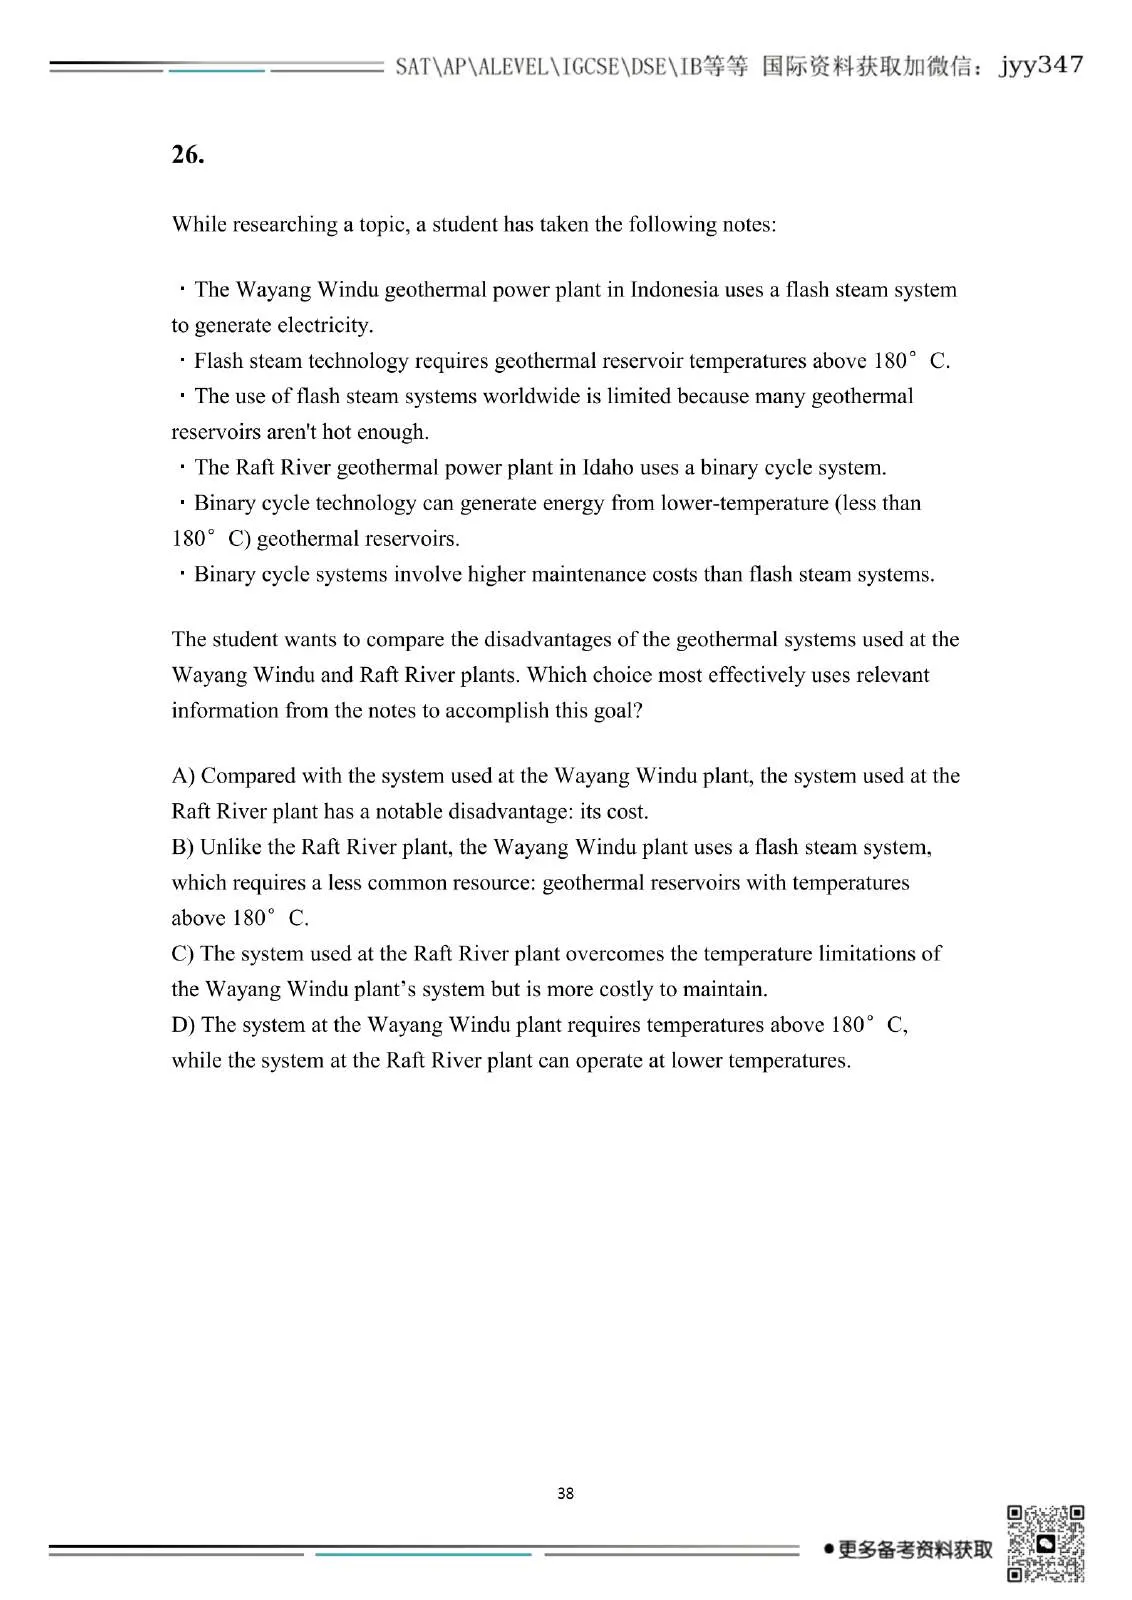 SAT\AP\ALEVEL\IGCSE\DSE\IB等等 国际资料获取加微信： jyy347
26.
While researching a topic, a student has taken the following notes:
・The Wayang Windu geothermal power plant in Indonesia uses a flash steam system
to generate electricity.
・Flash steam technology requires geothermal reservoir temperatures above 180°C.
・The use of flash steam systems worldwide is limited because many geothermal
reservoirs aren't hot enough.
・The Raft River geothermal power plant in Idaho uses a binary cycle system.
・Binary cycle technology can generate energy from lower-temperature (less than
180°C) geothermal reservoirs.
・Binary cycle systems involve higher maintenance costs than flash steam systems.
The student wants to compare the disadvantages of the geothermal systems used at the
Wayang Windu and Raft River plants. Which choice most effectively uses relevant
information from the notes to accomplish this goal?
A) Compared with the system used at the Wayang Windu plant, the system used at the
Raft River plant has a notable disadvantage: its cost.
B) Unlike the Raft River plant, the Wayang Windu plant uses a flash steam system,
which requires a less common resource: geothermal reservoirs with temperatures
above 180°C.
C) The system used at the Raft River plant overcomes the temperature limitations of
the Wayang Windu plant’s system but is more costly to maintain.
D) The system at the Wayang Windu plant requires temperatures above 180°C,
while the system at the Raft River plant can operate at lower temperatures.
38
●更多备考资料获取